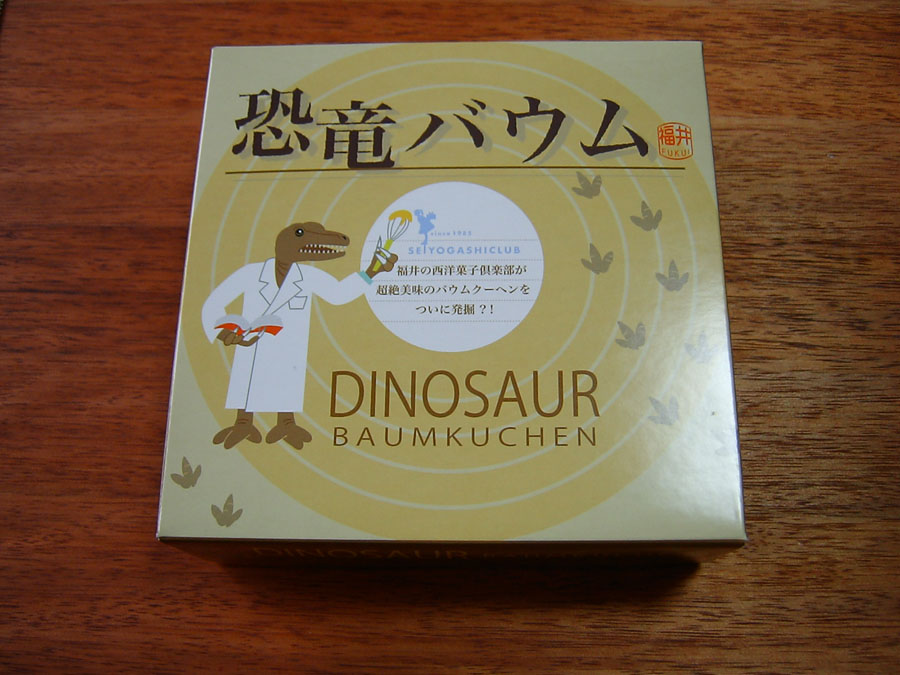 恐竜バウム
福井
FUKUI
since 1985
SEIYOGASHICLUB
福井の西洋菓子倶楽部が
超絶美味のバウムクーヘンを
ついに発掘?!
DINOSAUR
BAUMKUCHEN
DINOSAUR